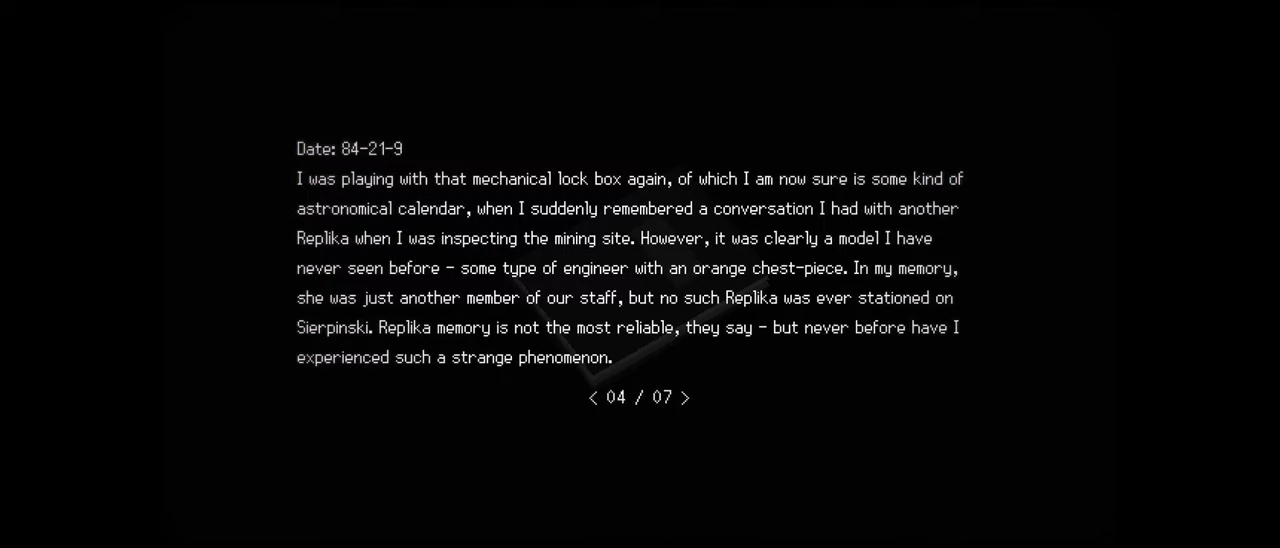 Date: 84-21-9
I was playing with that mechanical lock box again, of which I am now sure is some kind of
astronomical calendar, when I suddenly remembered a conversation I had with another
Replika when I was inspecting the mining site. However, it was clearly a model I have
never seen before - some type of engineer with an orange chest-piece. In my memory,
she was just another member of our staff, but no such Replika was ever stationed on
Sierpinski. Replika memory is not the most reliable, they say - but never before have I
experienced such a strange phenomenon.
< 04 / 07 >